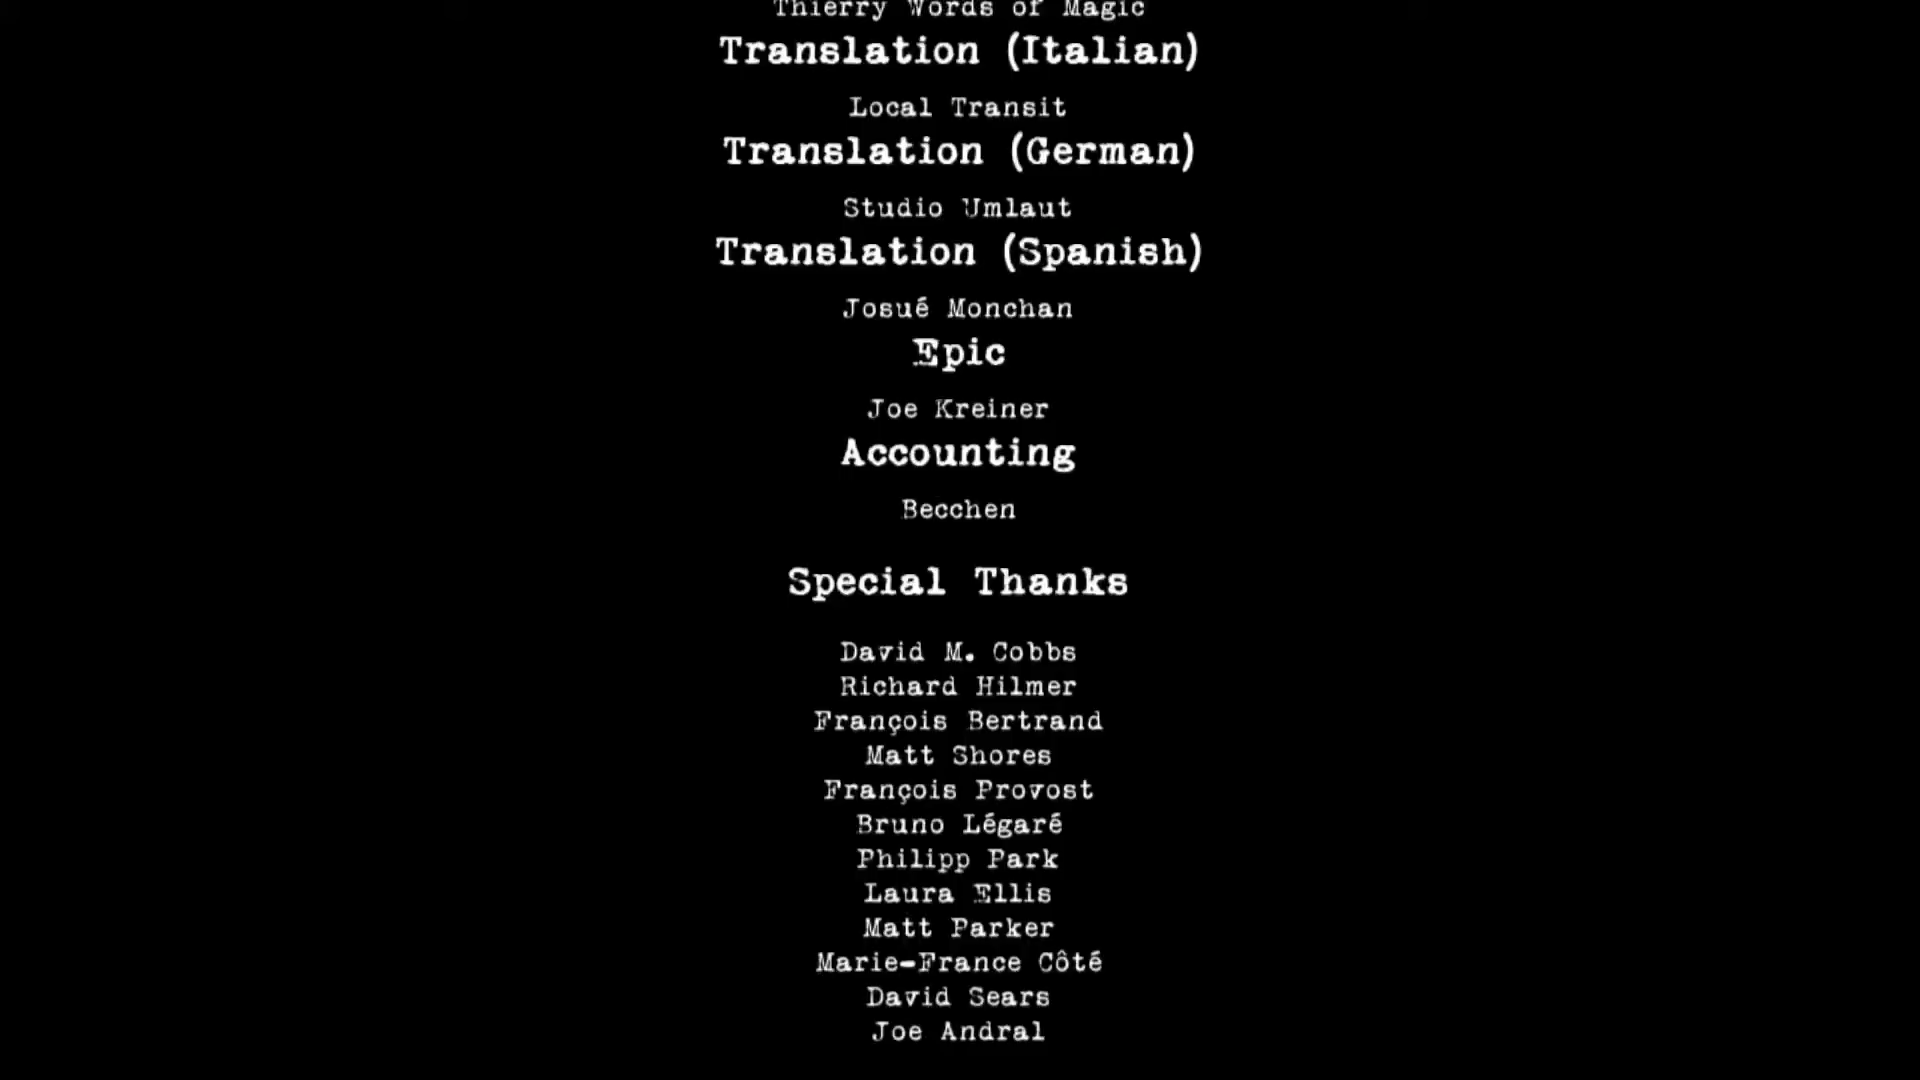 Thierry Words of Magic
Translation (Italian)
Local Transit
Translation (German)
Studio Umlaut
Translation (Spanish)
Josué Monchan
Epic
Joe Kreiner
Accounting
Becchen
Special Thanks
David M. Cobbs
Richard Hilmer
François Bertrand
Matt Shores
François Provost
Bruno Légaré
Philipp Park
Laura Ellis
Matt Parker
Marie-France Côté
David Sears
Joe Andral